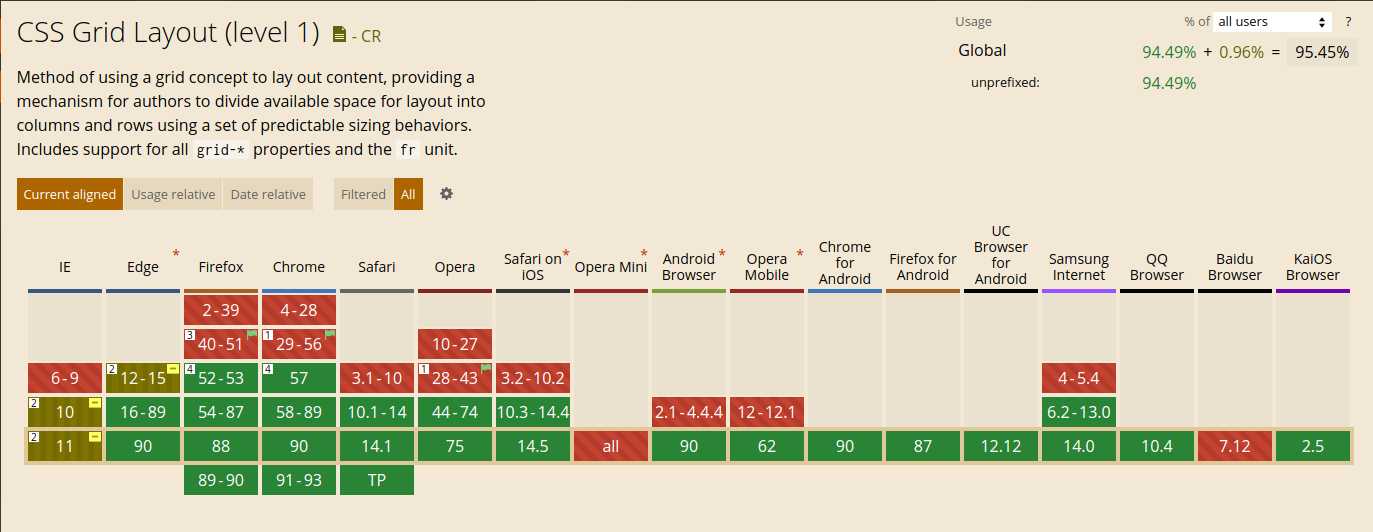 CSS Grid Layout (level 1) - CR
Usage % of all users ?
Global 94.49% + 0.96% = 95.45%
unprefixed: 94.49%
Method of using a grid concept to lay out content, providing a
mechanism for authors to divide available space for layout into
columns and rows using a set of predictable sizing behaviors.
Includes support for all grid-* properties and the fr unit.
Current aligned Usage relative Date relative Filtered All
IE
Edge *
Firefox
Chrome
Safari
Opera
Safari on *
iOS
Opera Mini *
Android *
Browser
Opera *
Mobile
Chrome
for
Android
Firefox for
Android
UC
Browser
for
Android
Samsung
Internet
QQ
Browser
Baidu
Browser
KaiOS
Browser
2-39 4-28
3 40-51 1 29-56 10-27
6-9 2 12-15 4 52-53 4 57 3.1-10 1 28-43 3.2-10.2 4-5.4
2 10 16-89 54-87 58-89 10.1-14 44-74 10.3-14.4 2.1-4.4.4 12-12.1 6.2-13.0
2 11 90 88 90 14.1 75 14.5 all 90 62 90 87 12.12 14.0 10.4 7.12 2.5
89-90 91-93 TP